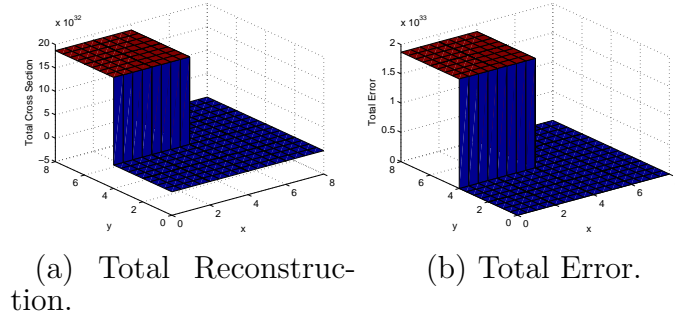 x 10^32
20
15
10
5
0
−5
Total Cross Section
8
6
4
2
0
y
0
2
4
6
8
x
x 10^33
2
1.5
1
0.5
0
Total Error
8
6
4
2
0
y
0
2
4
6
8
x
(a) Total Reconstruc-
tion.
(b) Total Error.